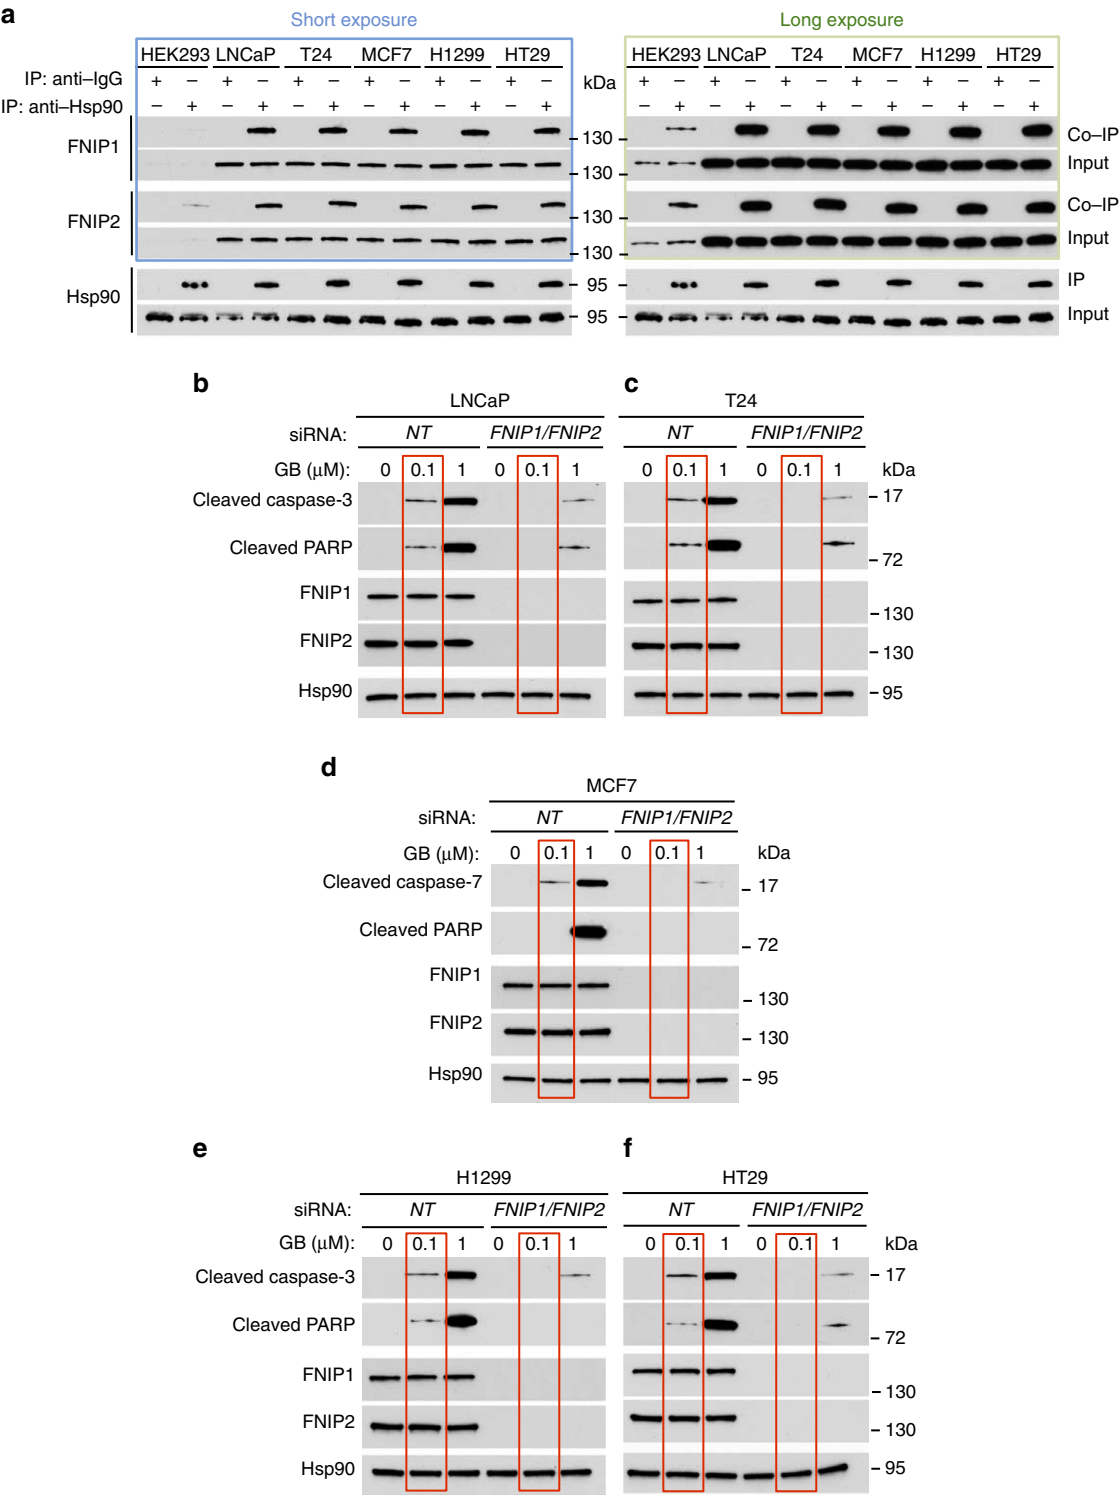 a
Short exposure
Long exposure
HEK293 LNCaP T24 MCF7 H1299 HT29
HEK293 LNCaP T24 MCF7 H1299 HT29
IP: anti–IgG + – + – + – + – + – + – kDa + – + – + – + – + – + –
IP: anti–Hsp90 – + – + – + – + – + – + – + – + – + – + – + – +
FNIP1
130
Co–IP
130
Input
FNIP2
130
Co–IP
130
Input
Hsp90
95
IP
95
Input
b
LNCaP
siRNA: NT FNIP1/FNIP2
GB (μM): 0 0.1 1 0 0.1 1
Cleaved caspase-3
Cleaved PARP
FNIP1
FNIP2
Hsp90
c
T24
NT FNIP1/FNIP2
0 0.1 1 0 0.1 1 kDa
17
72
130
130
95
d
MCF7
siRNA: NT FNIP1/FNIP2
GB (μM): 0 0.1 1 0 0.1 1 kDa
Cleaved caspase-7 17
Cleaved PARP 72
FNIP1 130
FNIP2 130
Hsp90 95
e
H1299
siRNA: NT FNIP1/FNIP2
GB (μM): 0 0.1 1 0 0.1 1
Cleaved caspase-3
Cleaved PARP
FNIP1
FNIP2
Hsp90
f
HT29
NT FNIP1/FNIP2
0 0.1 1 0 0.1 1 kDa
17
72
130
130
95